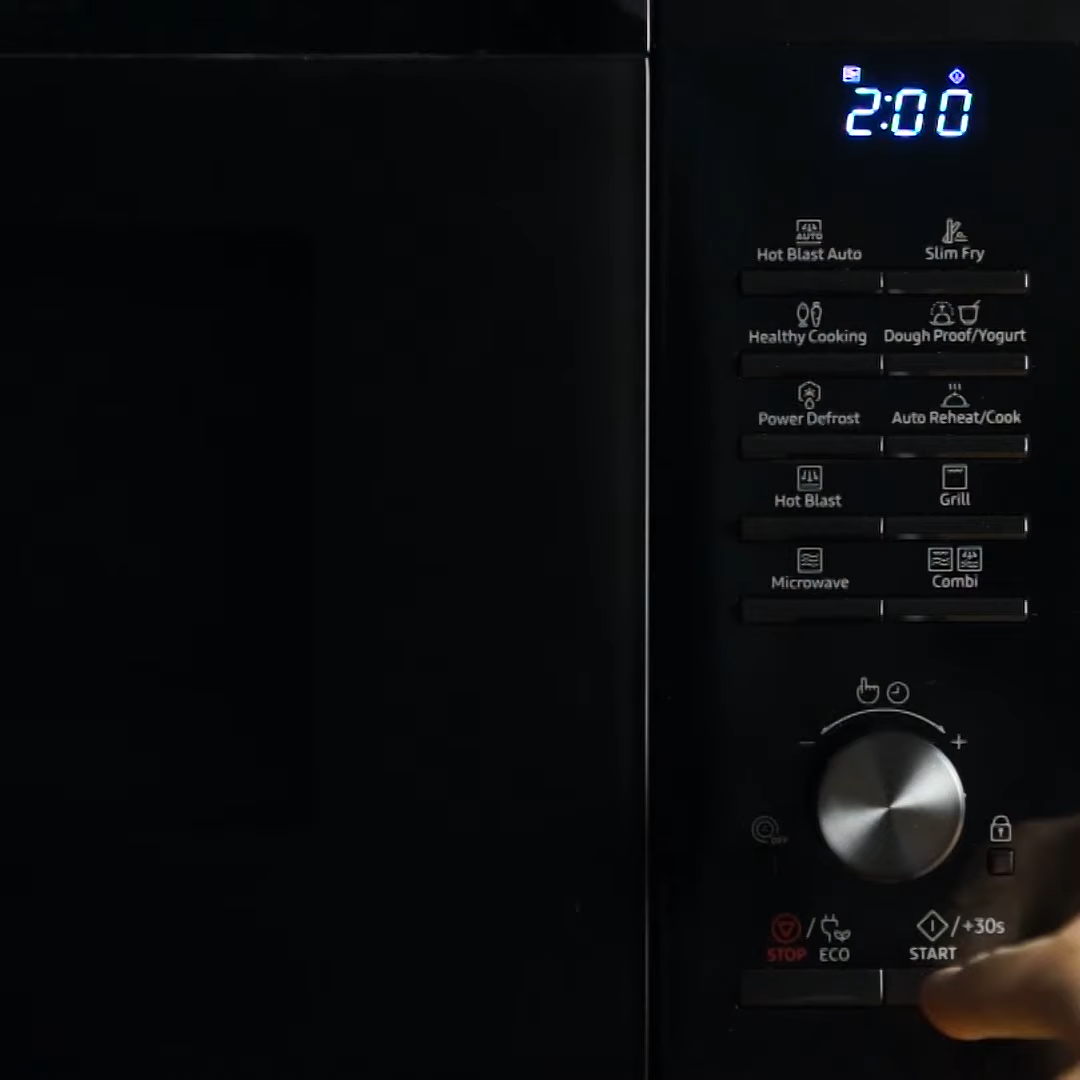 2:00
AUTO
Hot Blast Auto
Slim Fry
Healthy Cooking
Dough Proof/Yogurt
Power Defrost
Auto Reheat/Cook
Hot Blast
Grill
Microwave
Combi
− +
OFF
/ /+30s
STOP ECO START